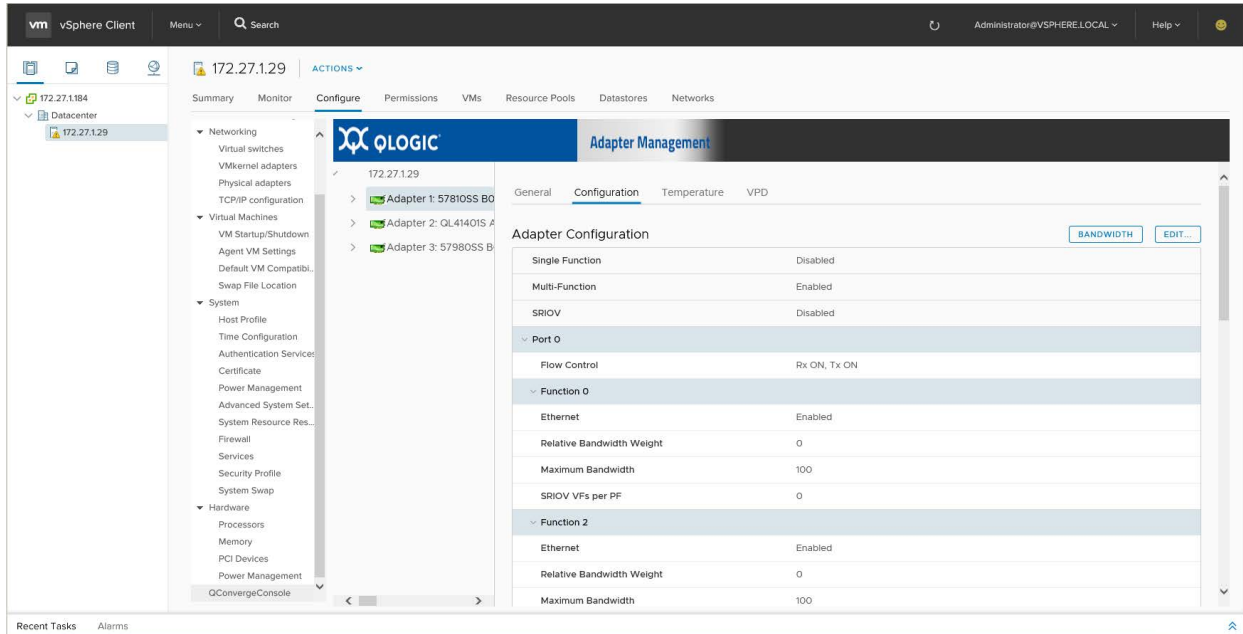 vm vSphere Client Menu Search Administrator@VSPHERE.LOCAL Help
172.27.1.184
Datacenter
172.27.1.29
172.27.1.29 ACTIONS
Summary Monitor Configure Permissions VMs Resource Pools Datastores Networks
Networking
Virtual switches
VMkernel adapters
Physical adapters
TCP/IP configuration
Virtual Machines
VM Startup/Shutdown
Agent VM Settings
Default VM Compatibi..
Swap File Location
System
Host Profile
Time Configuration
Authentication Services
Certificate
Power Management
Advanced System Set..
System Resource Res...
Firewall
Services
Security Profile
System Swap
Hardware
Processors
Memory
PCI Devices
Power Management
QConvergeConsole
QLOGIC Adapter Management
172.27.1.29
Adapter 1: 57810SS B0
Adapter 2: QL41401S A
Adapter 3: 57980SS B
General Configuration Temperature VPD
Adapter Configuration BANDWIDTH EDIT...
Single Function Disabled
Multi-Function Enabled
SRIOV Disabled
Port 0
Flow Control Rx ON, Tx ON
Function 0
Ethernet Enabled
Relative Bandwidth Weight 0
Maximum Bandwidth 100
SRIOV VFs per PF 0
Function 2
Ethernet Enabled
Relative Bandwidth Weight 0
Maximum Bandwidth 100
Recent Tasks Alarms